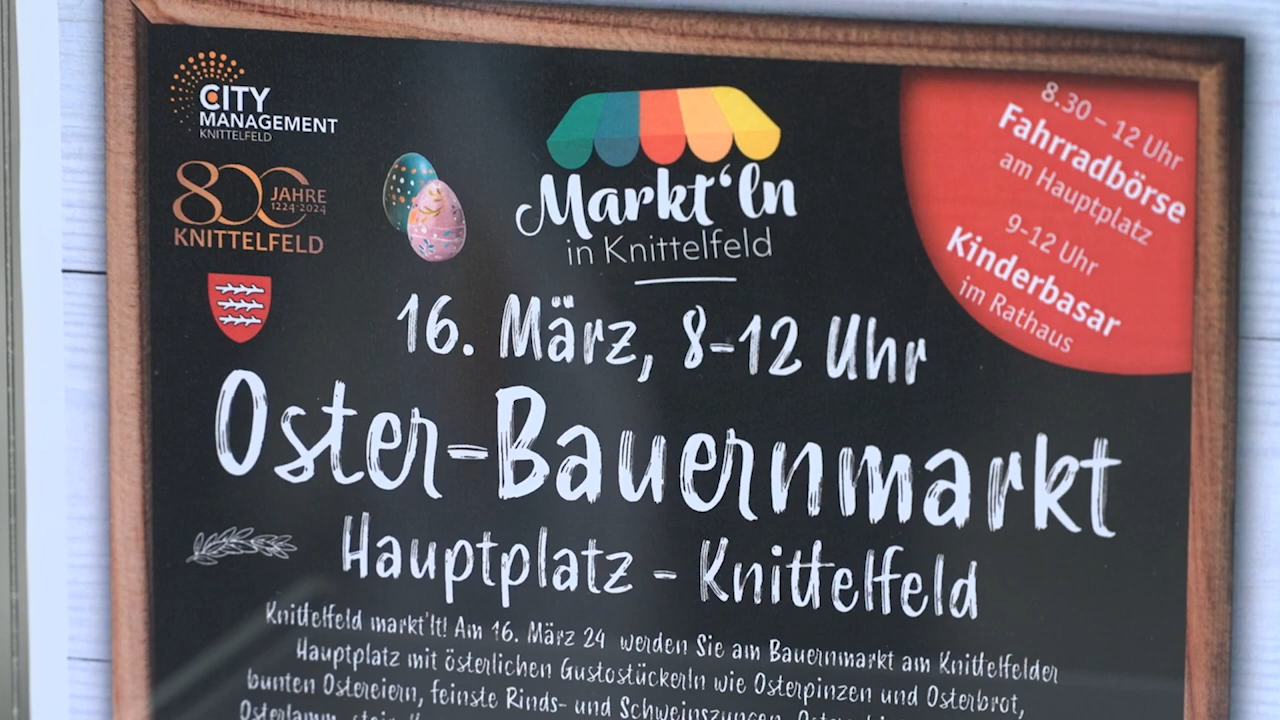 CITY
MANAGEMENT
KNITTELFELD
800 JAHRE
1224-2024
KNITTELFELD
Markt'ln
in Knittelfeld
8.30 – 12 Uhr
Fahrradbörse
am Hauptplatz
9-12 Uhr
Kinderbasar
im Rathaus
16. März, 8-12 Uhr
Oster-Bauernmarkt
Hauptplatz - Knittelfeld
Knittelfeld markt'lt! Am 16. März 24 werden Sie am Bauernmarkt am Knittelfelder
Hauptplatz mit österlichen Gustostückerln wie Osterpinzen und Osterbrot,
bunten Ostereiern, feinste Rinds- und Schweinszungen,
Osterlamm,